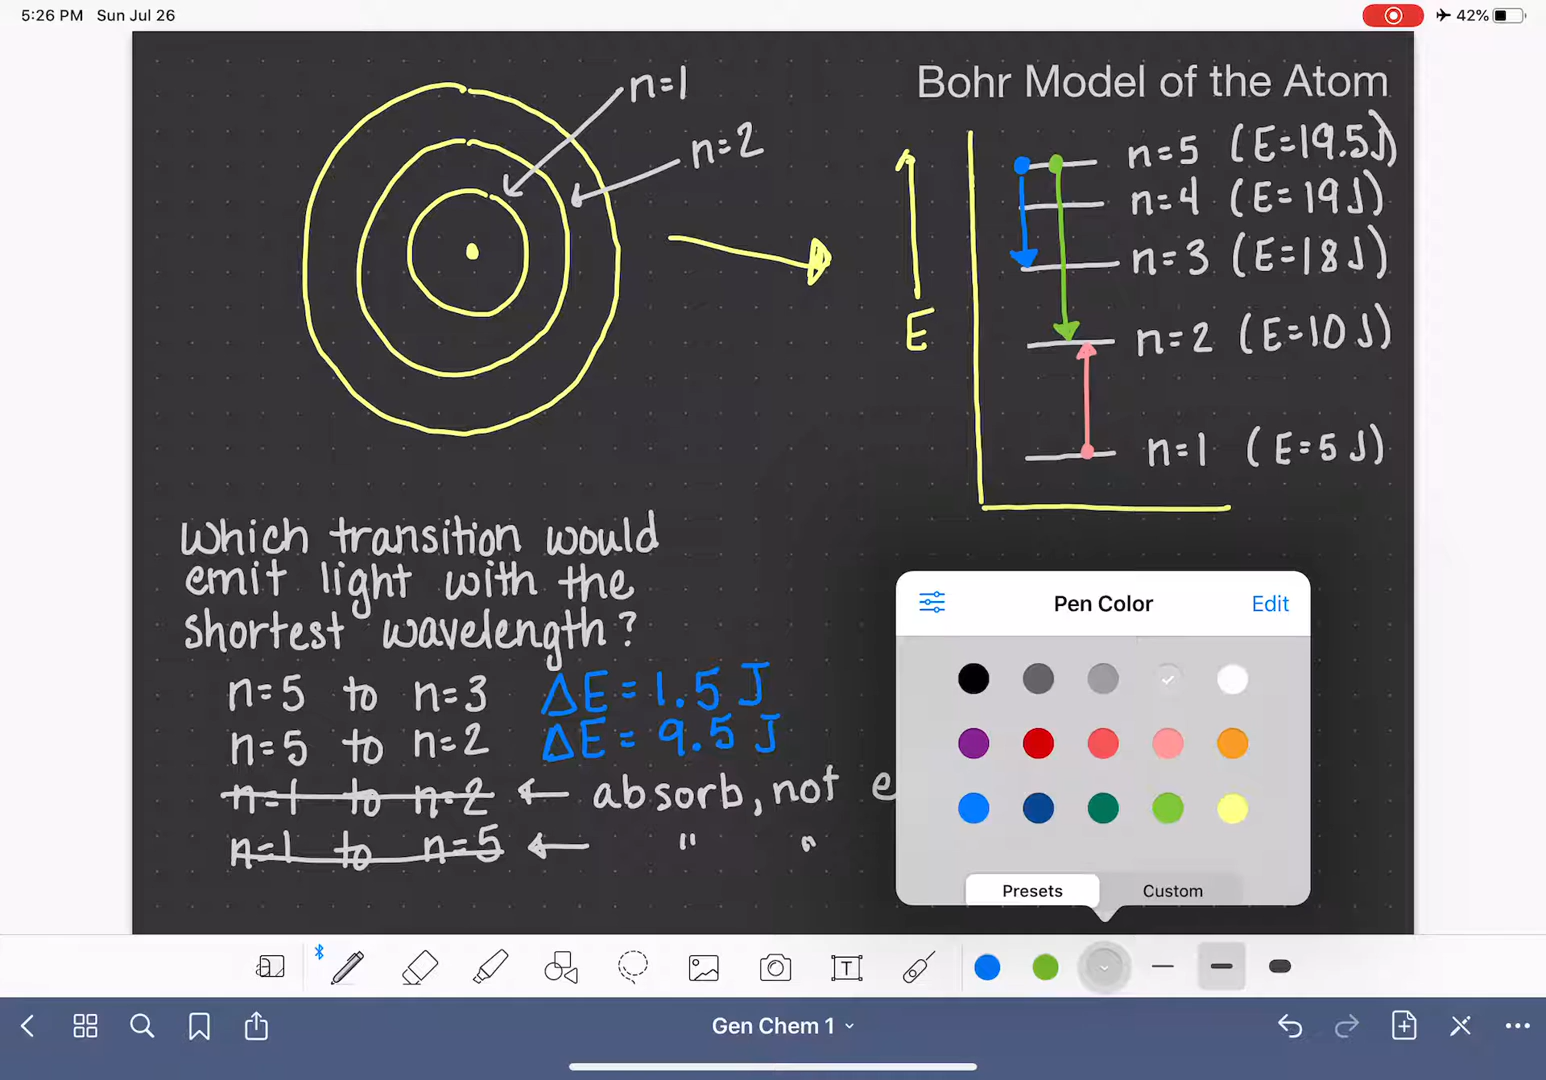 5:26 PM Sun Jul 26
42%
Bohr Model of the Atom
n=1
n=2
n=5 (E=19.5J)
n=4 (E=19J)
n=3 (E=18J)
n=2 (E=10J)
n=1 (E=5J)
E
Which transition would
emit light with the
shortest wavelength?
n=5 to n=3 ΔE=1.5 J
n=5 to n=2 ΔE=9.5 J
n=1 to n=2 ← absorb, not e
n=1 to n=5 ← " "
Pen Color
Edit
Presets
Custom
T
Gen Chem 1